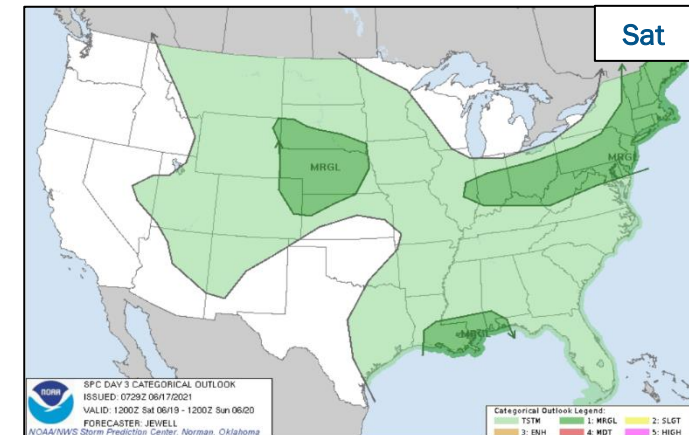 Sat
MRGL
MRGL
MRGL
NOAA
SPC DAY 3 CATEGORICAL OUTLOOK
ISSUED: 0729Z 06/17/2021
VALID: 1200Z Sat 06/19 - 1200Z Sun 06/20
FORECASTER: JEWELL
NOAA/NWS Storm Prediction Center, Norman, Oklahoma
Categorical Outlook Legend:
TSTM 1: MRGL 2: SLGT
3: ENH 4: MDT 5: HIGH